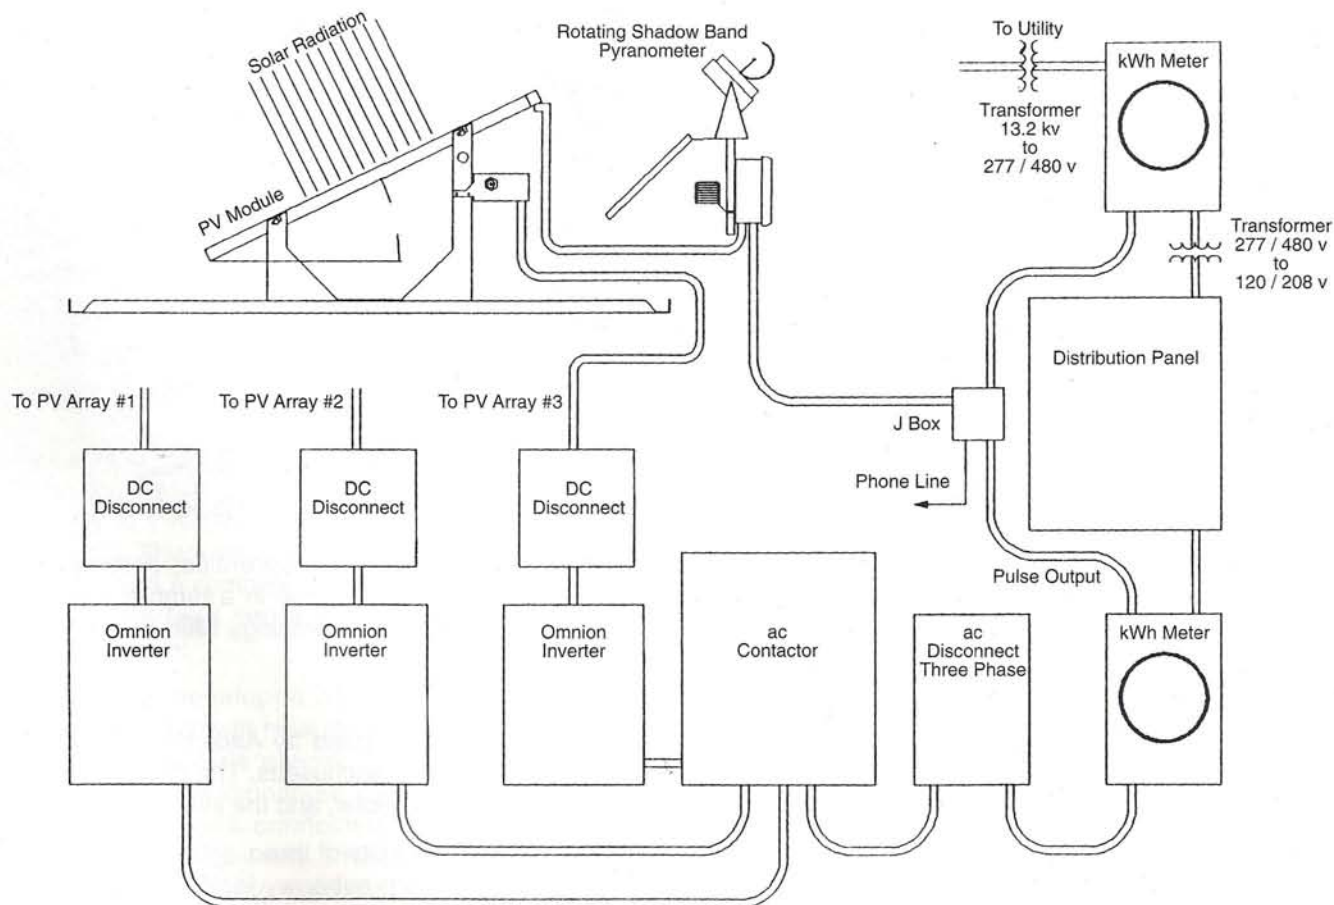 Solar Radiation
PV Module
Rotating Shadow Band
Pyranometer
To Utility
Transformer
13.2 kv
to
277 / 480 v
kWh Meter
Transformer
277 / 480 v
to
120 / 208 v
Distribution Panel
J Box
Phone Line
Pulse Output
To PV Array #1
To PV Array #2
To PV Array #3
DC
Disconnect
DC
Disconnect
DC
Disconnect
Omnion
Inverter
Omnion
Inverter
Omnion
Inverter
ac
Contactor
ac
Disconnect
Three Phase
kWh Meter